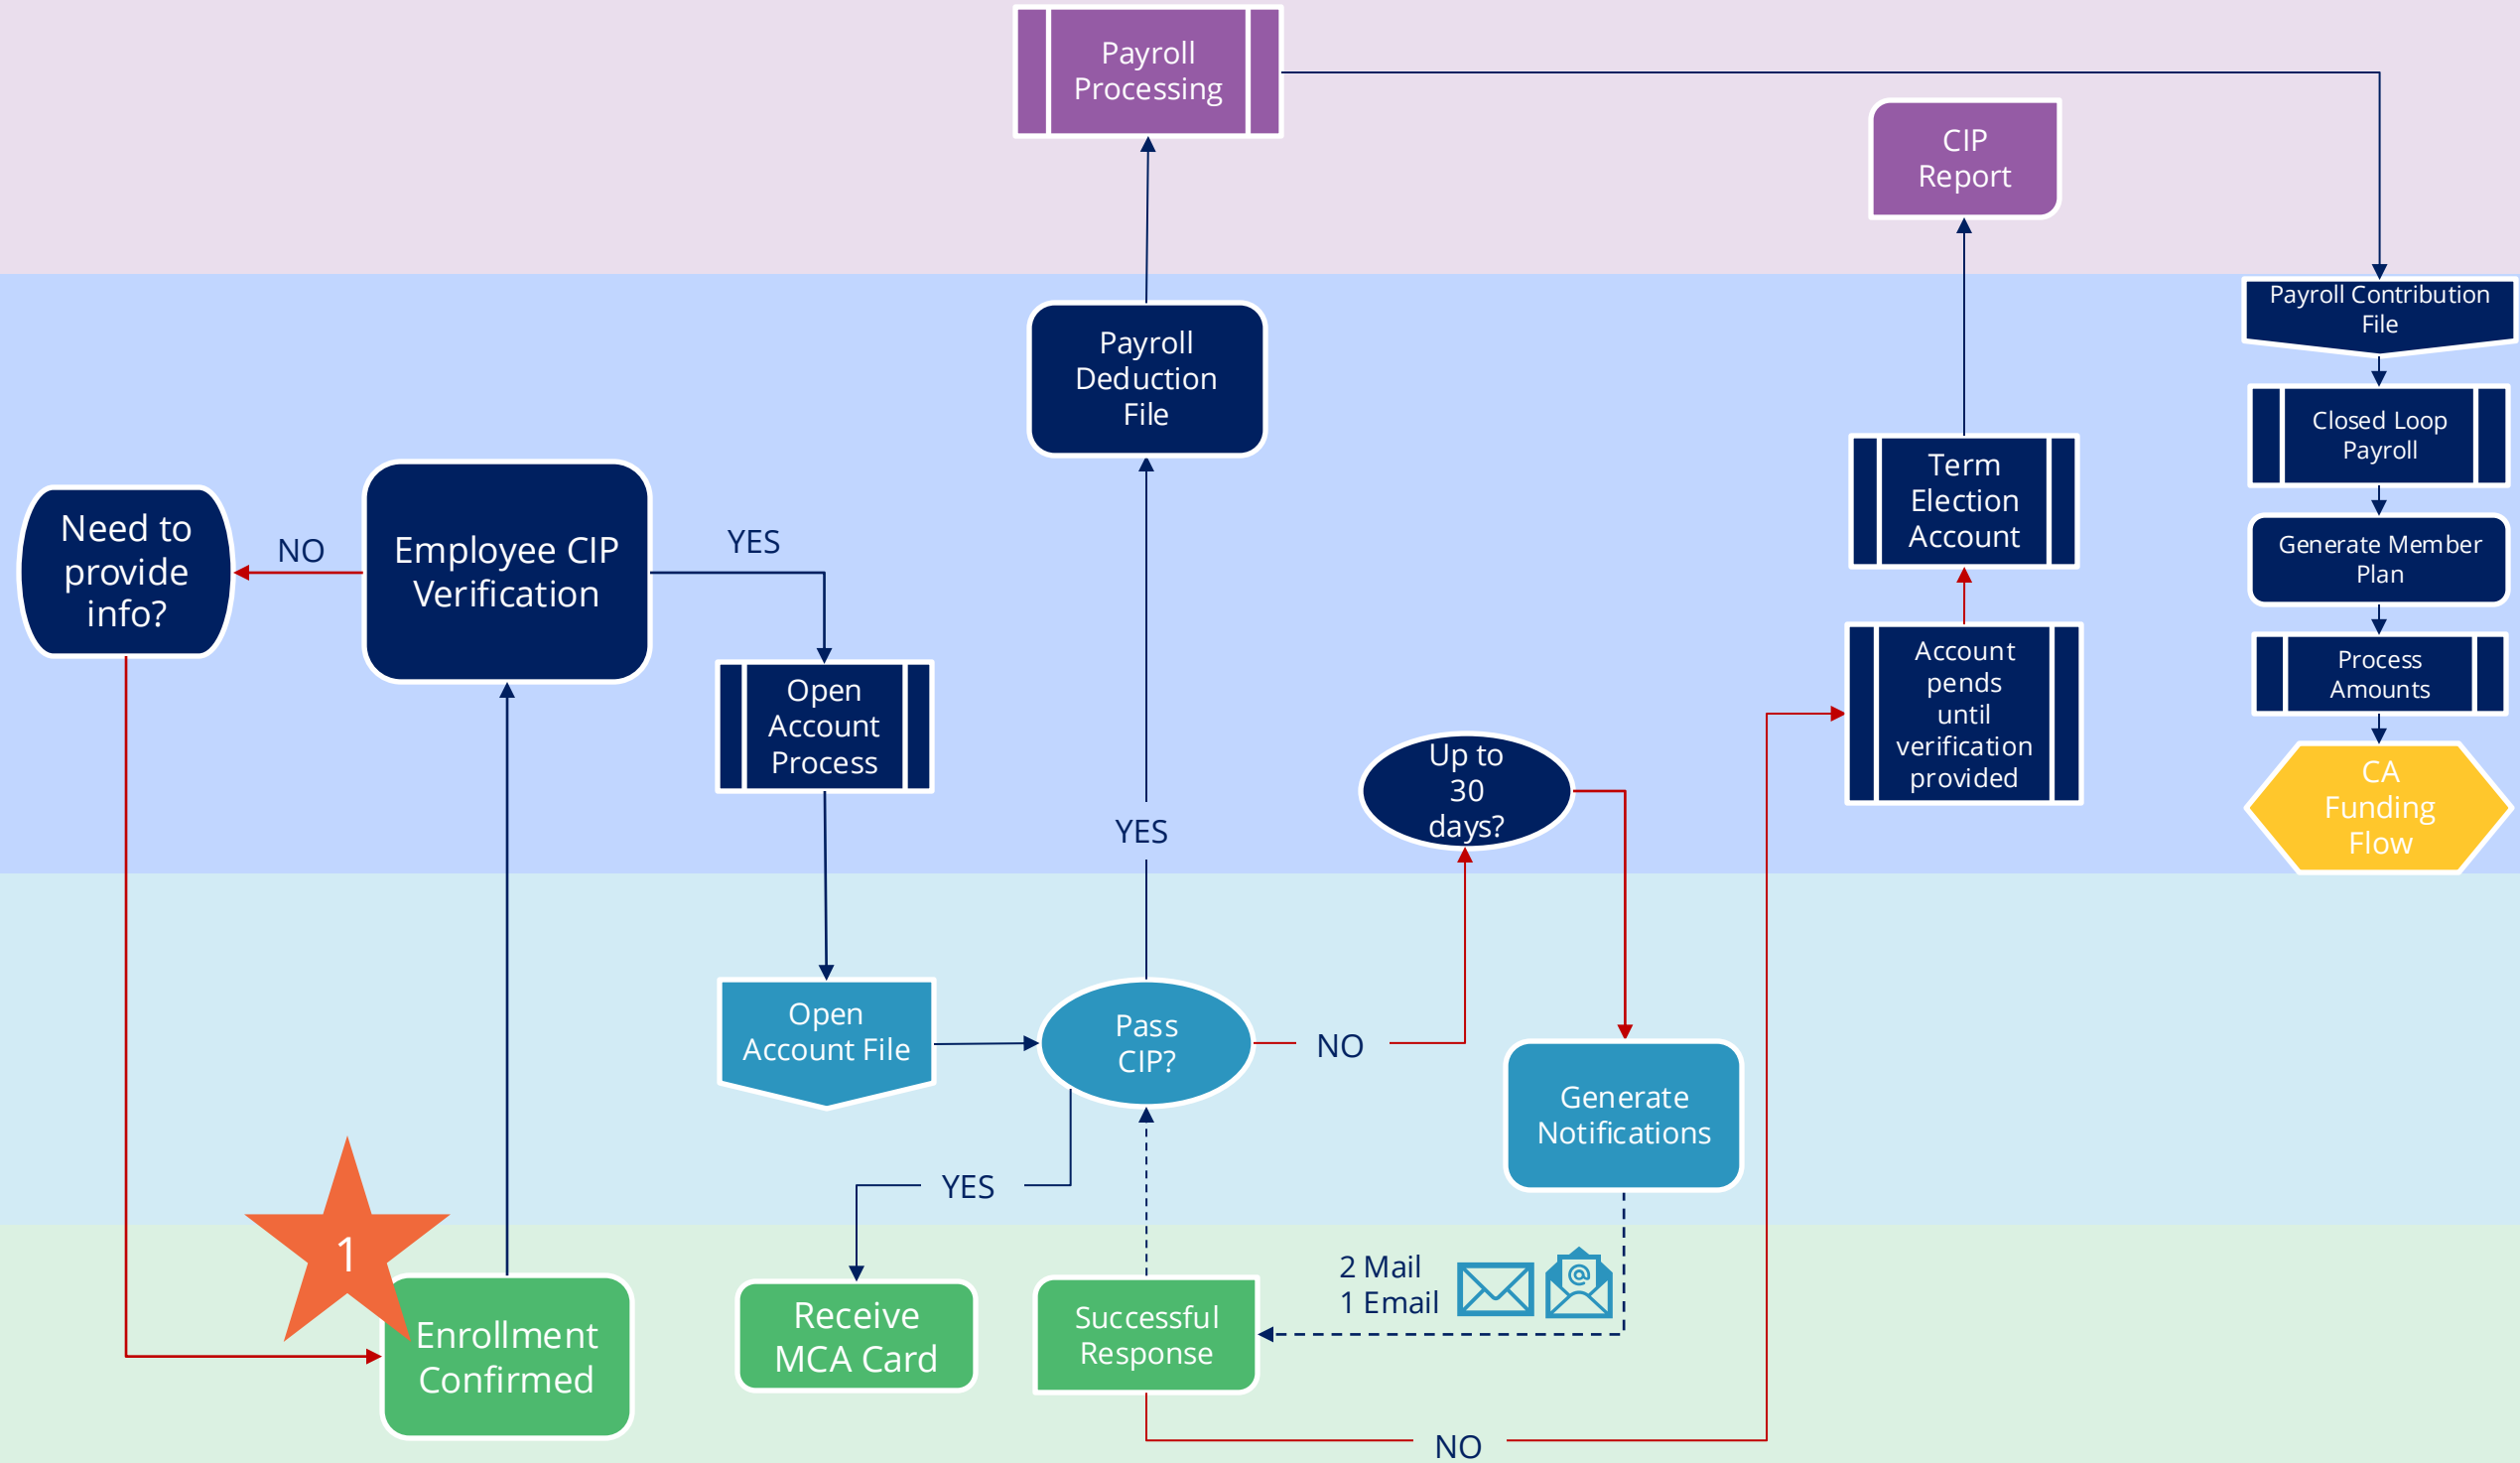 Payroll
Processing
CIP
Report
Payroll Contribution
File
Payroll
Deduction
File
Closed Loop
Payroll
Term
Election
Account
Need to
provide
info?
NO
Employee CIP
Verification
YES
Generate Member
Plan
Open
Account
Process
Account
pends
until
verification
provided
Process
Amounts
Up to
30
days?
CA
Funding
Flow
YES
Open
Account File
Pass
CIP?
NO
Generate
Notifications
YES
1
Enrollment
Confirmed
Receive
MCA Card
Successful
Response
2 Mail
1 Email
@
NO